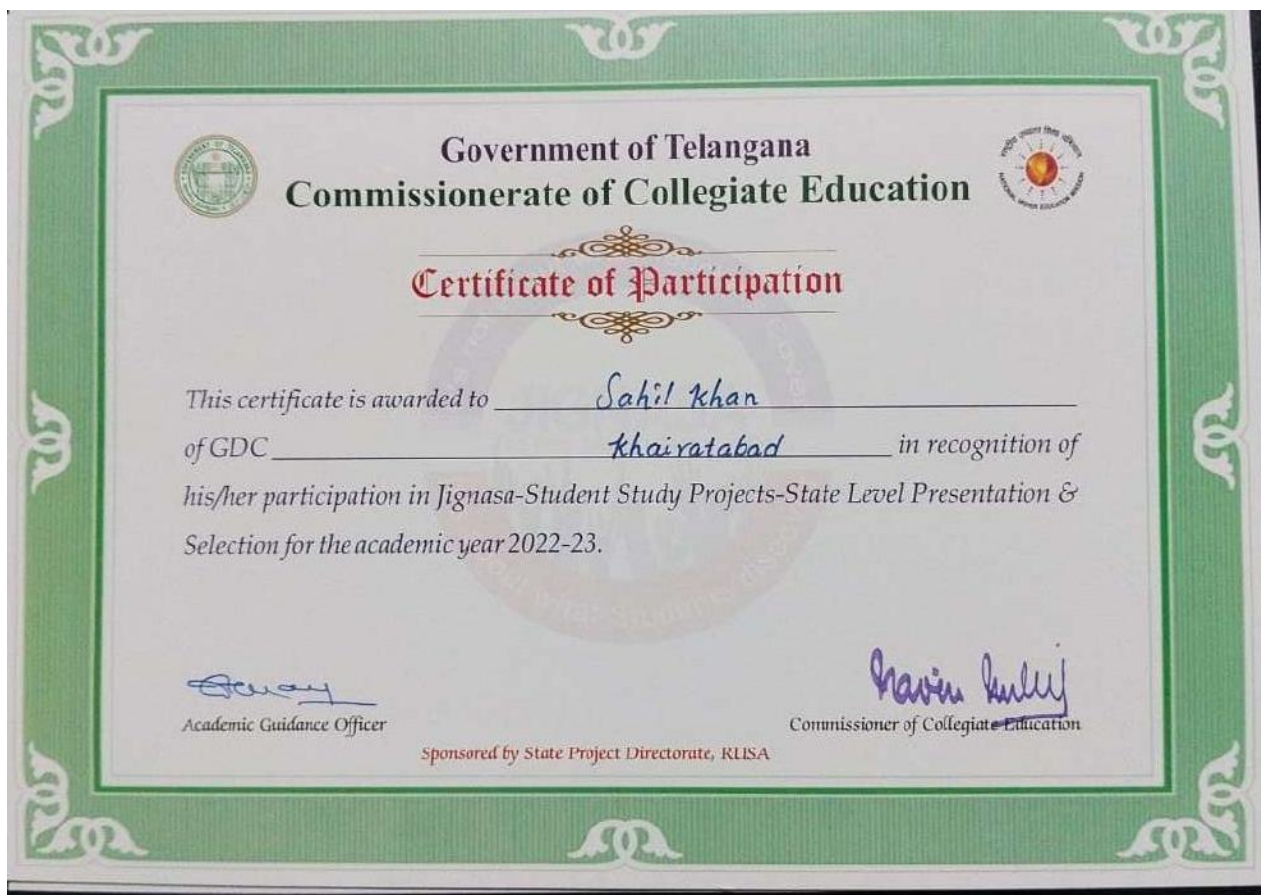 Government of Telangana
Commissionerate of Collegiate Education
Certificate of Participation
This certificate is awarded to Sahil Khan
of GDC Khairatabad in recognition of
his/her participation in Jignasa-Student Study Projects-State Level Presentation &
Selection for the academic year 2022-23.
Academic Guidance Officer
Commissioner of Collegiate Education
Sponsored by State Project Directorate, RUSA